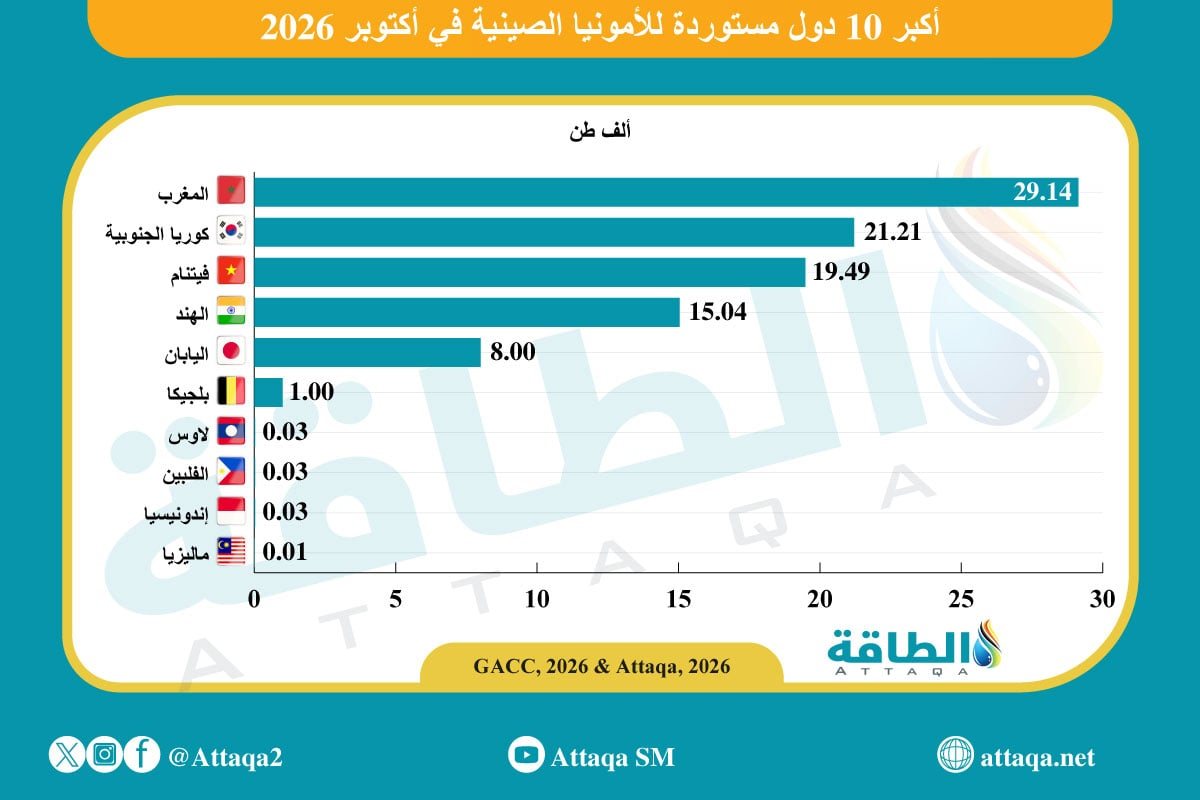 أكبر 10 دول مستوردة للأمونيا الصينية في أكتوبر 2026
ألف طن
المغرب 29.14
كوريا الجنوبية 21.21
فيتنام 19.49
الهند 15.04
اليابان 8.00
بلجيكا 1.00
لاوس 0.03
الفلبين 0.03
إندونيسيا 0.03
ماليزيا 0.01
0 5 10 15 20 25 30
الطاقة
ATTAQA
GACC, 2026 & Attaqa, 2026
الطاقة
ATTAQA
@Attaqa2
Attaqa SM
attaqa.net